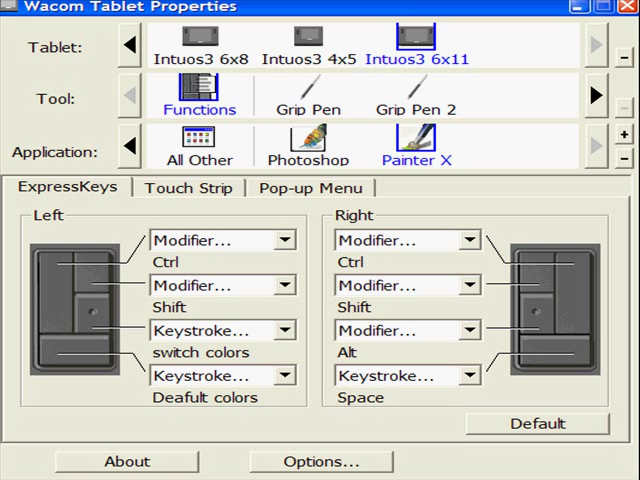 Wacom Tablet Properties
Tablet:
Intuos3 6x8 Intuos3 4x5 Intuos3 6x11
Tool:
Functions Grip Pen Grip Pen 2
Application:
All Other Photoshop Painter X
ExpressKeys Touch Strip Pop-up Menu
Left Right
Modifier... Modifier...
Ctrl Ctrl
Modifier... Modifier...
Shift Shift
Keystroke... Modifier...
switch colors Alt
Keystroke... Keystroke...
Deafult colors Space
Default
About Options...